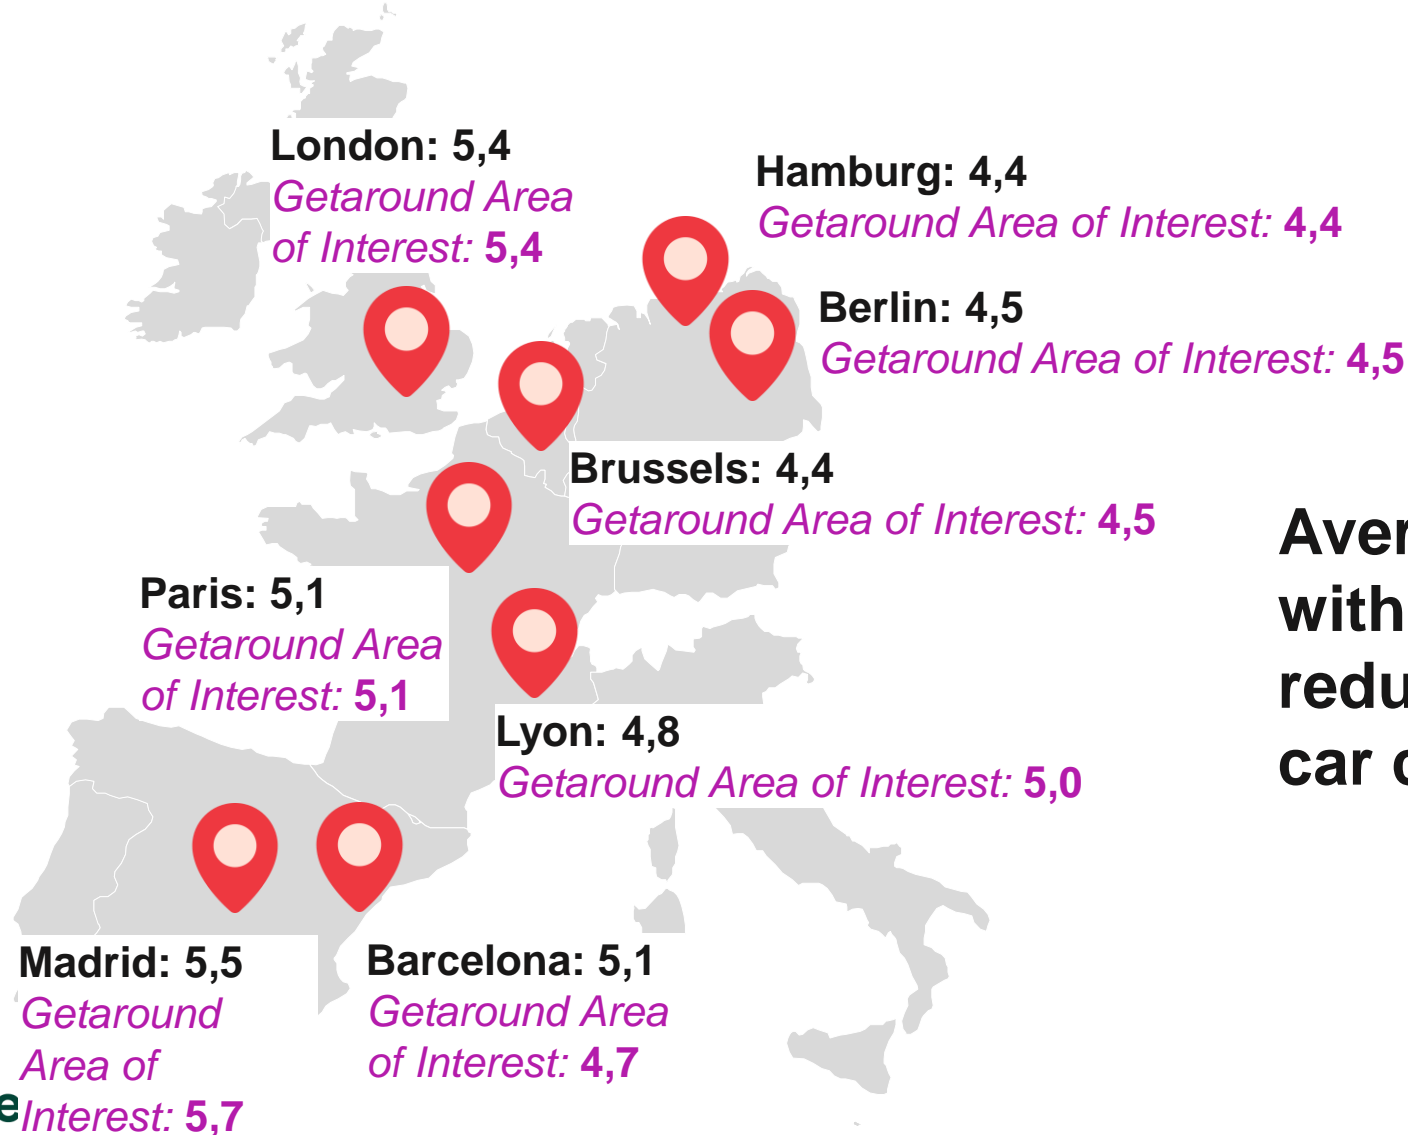 London: 5,4
Getaround Area
of Interest: 5,4
Hamburg: 4,4
Getaround Area of Interest: 4,4
Berlin: 4,5
Getaround Area of Interest: 4,5
Brussels: 4,4
Getaround Area of Interest: 4,5
Paris: 5,1
Getaround Area
of Interest: 5,1
Lyon: 4,8
Getaround Area of Interest: 5,0
Madrid: 5,5
Getaround
Area of
Interest: 5,7
Barcelona: 5,1
Getaround Area
of Interest: 4,7
with
car